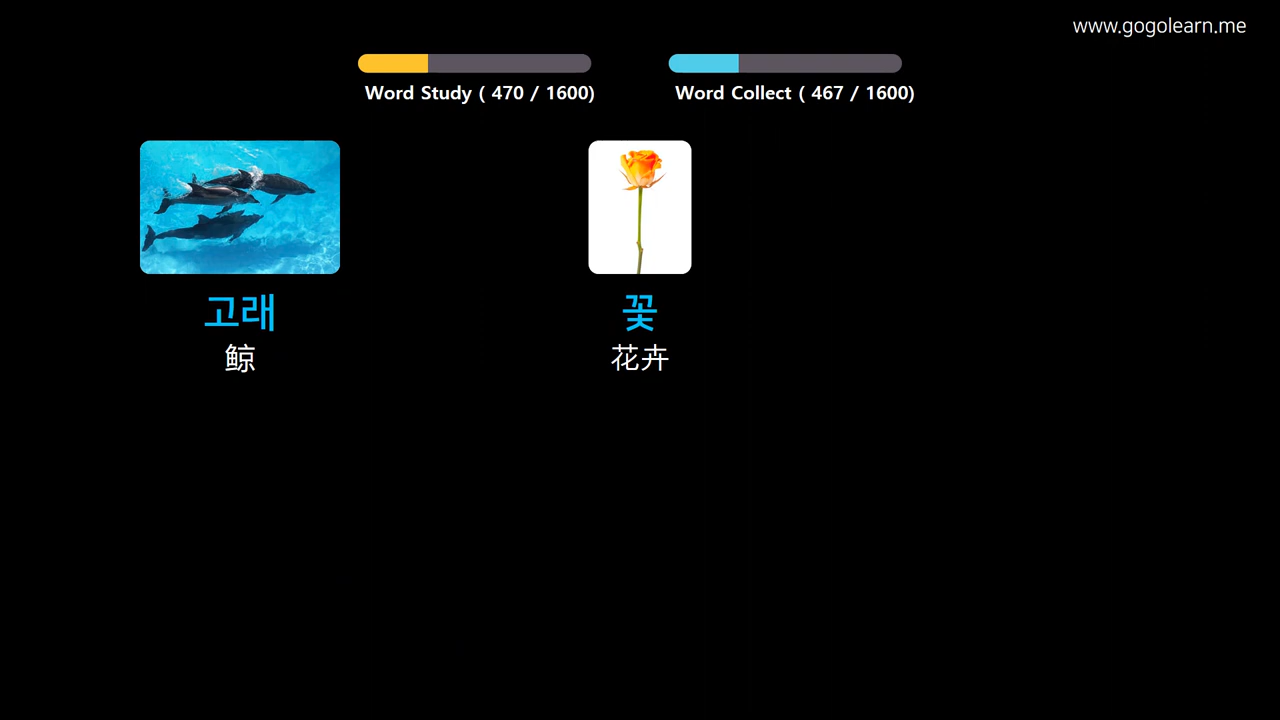 www.gogolearn.me
Word Study ( 470 / 1600)
Word Collect ( 467 / 1600)
고래
鲸
꽃
花卉